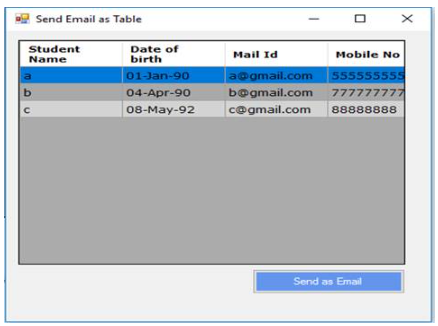 Send Email as Table
Student Name Date of birth Mail Id Mobile No
a 01-Jan-90 a@gmail.com 555555555
b 04-Apr-90 b@gmail.com 777777777
c 08-May-92 c@gmail.com 88888888
Send as Email